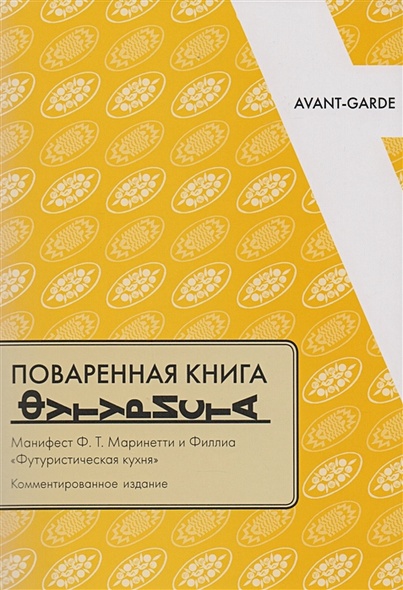 AVANT-GARDE
ПОВАРЕННАЯ КНИГА
ФУТУРИСТА
Манифест Ф. Т. Маринетти и Филлиа
«Футуристическая кухня»
Комментированное издание